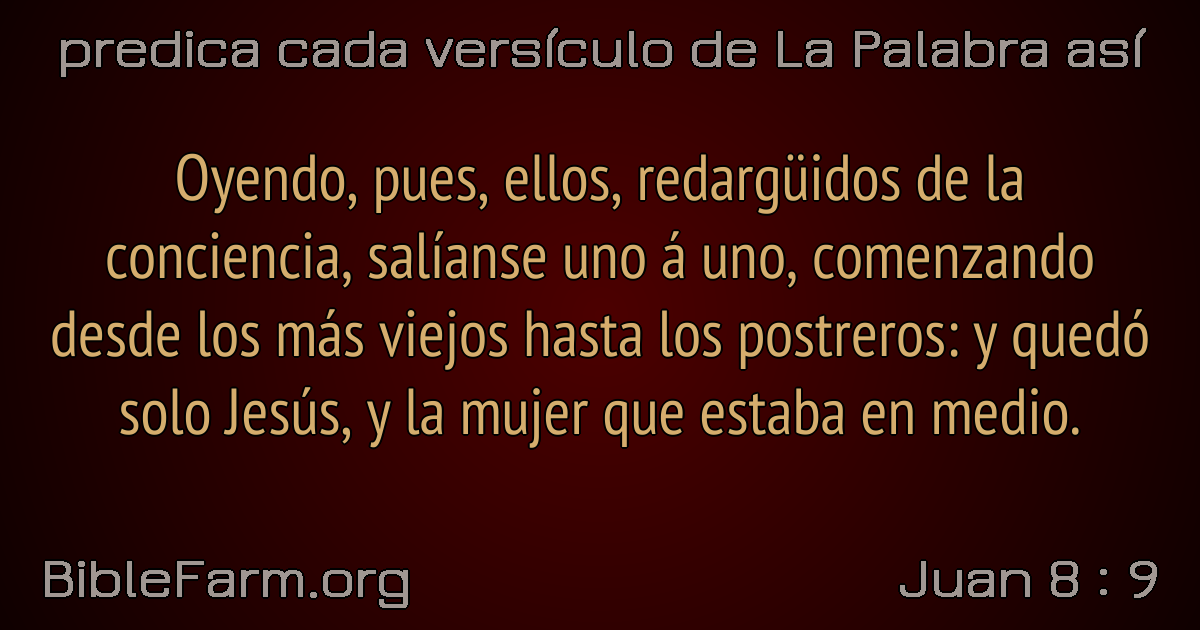 predica cada versículo de La Palabra así
Oyendo, pues, ellos, redargüidos de la
conciencia, salíanse uno á uno, comenzando
desde los más viejos hasta los postreros: y quedó
solo Jesús, y la mujer que estaba en medio.
BibleFarm.org
Juan 8 : 9